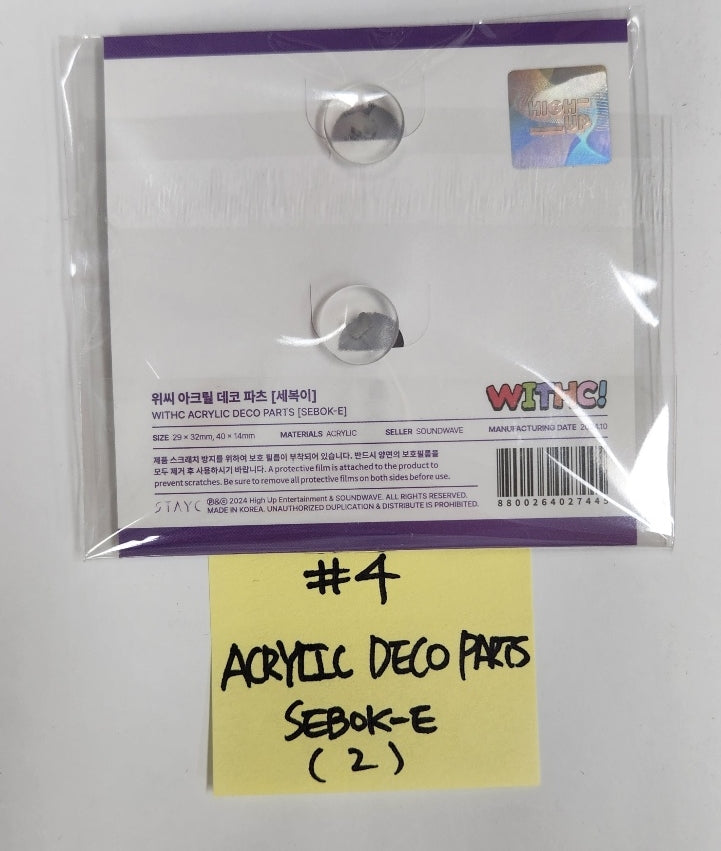 HIGH
UP
위씨 아크릴 데코 파츠 [세복이]
WITHC!
WITHC ACRYLIC DECO PARTS [SEBOK-E]
SIZE 29 × 32mm, 40 × 14mm MATERIALS ACRYLIC SELLER SOUNDWAVE MANUFACTURING DATE
제품 스크래치 방지를 위하여 보호 필름이 부착되어 있습니다. 반드시 양면의 보호필름을
모두 제거 후 사용하시기 바랍니다. A protective film is attached to the product to
prevent scratches. Be sure to remove all protective films on both sides before use.
STAYC ℗&© 2024 High Up Entertainment & SOUNDWAVE. ALL RIGHTS RESERVED.
MADE IN KOREA. UNAUTHORIZED DUPLICATION & DISTRIBUTE IS PROHIBITED.
8800264027445
#4
ACRYLIC DECO PARTS
SEBOK-E
(2)